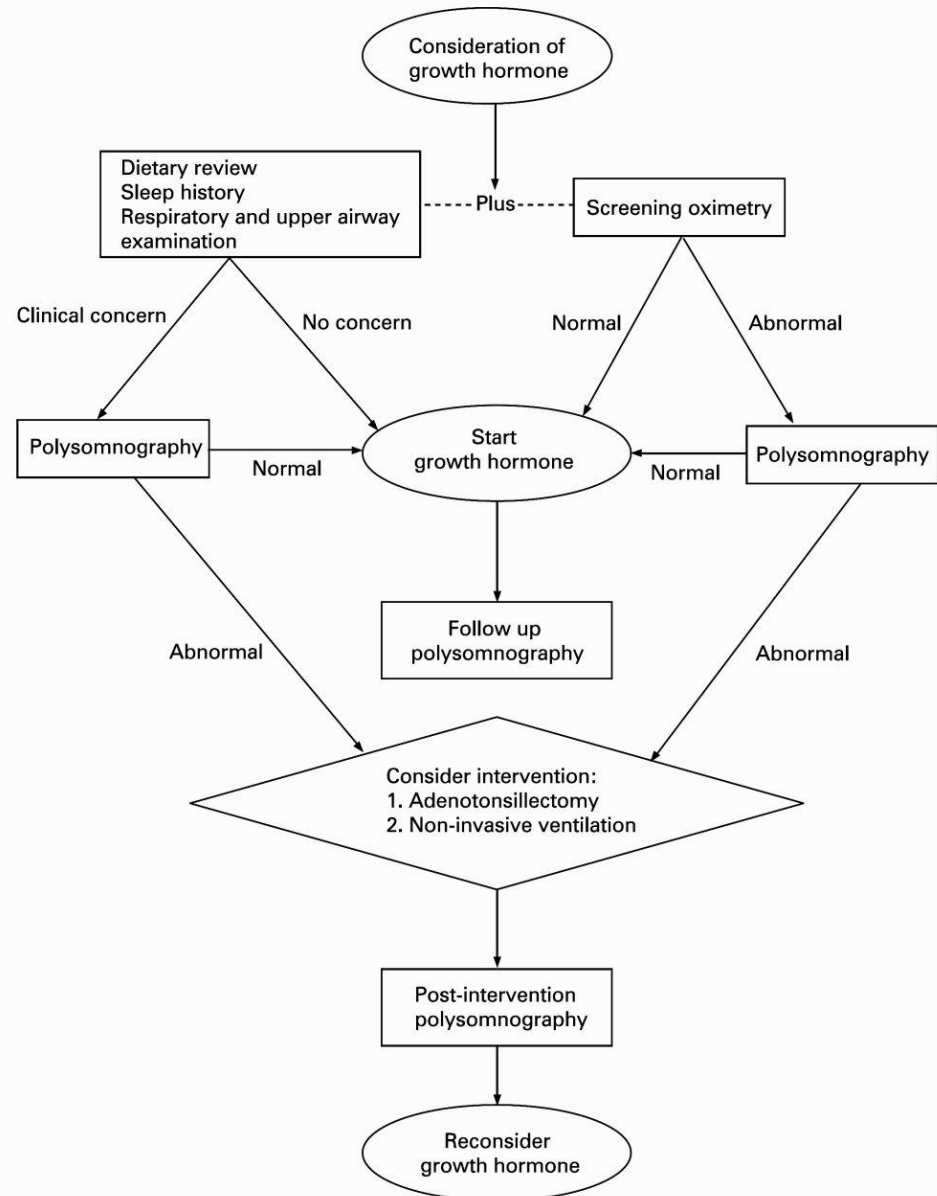 Consideration of
growth hormone
Dietary review
Sleep history
Respiratory and upper airway
examination
Plus
Screening oximetry
Clinical concern
No concern
Normal
Abnormal
Polysomnography
Normal
Start
growth hormone
Normal
Polysomnography
Follow up
polysomnography
Abnormal
Abnormal
Consider intervention:
1. Adenotonsillectomy
2. Non-invasive ventilation
Post-intervention
polysomnography
Reconsider
growth hormone